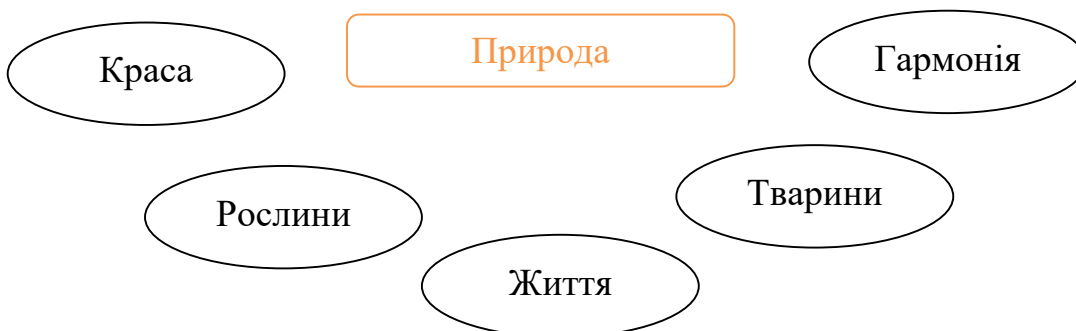 Краса
Природа
Гармонія
Рослини
Тварини
Життя